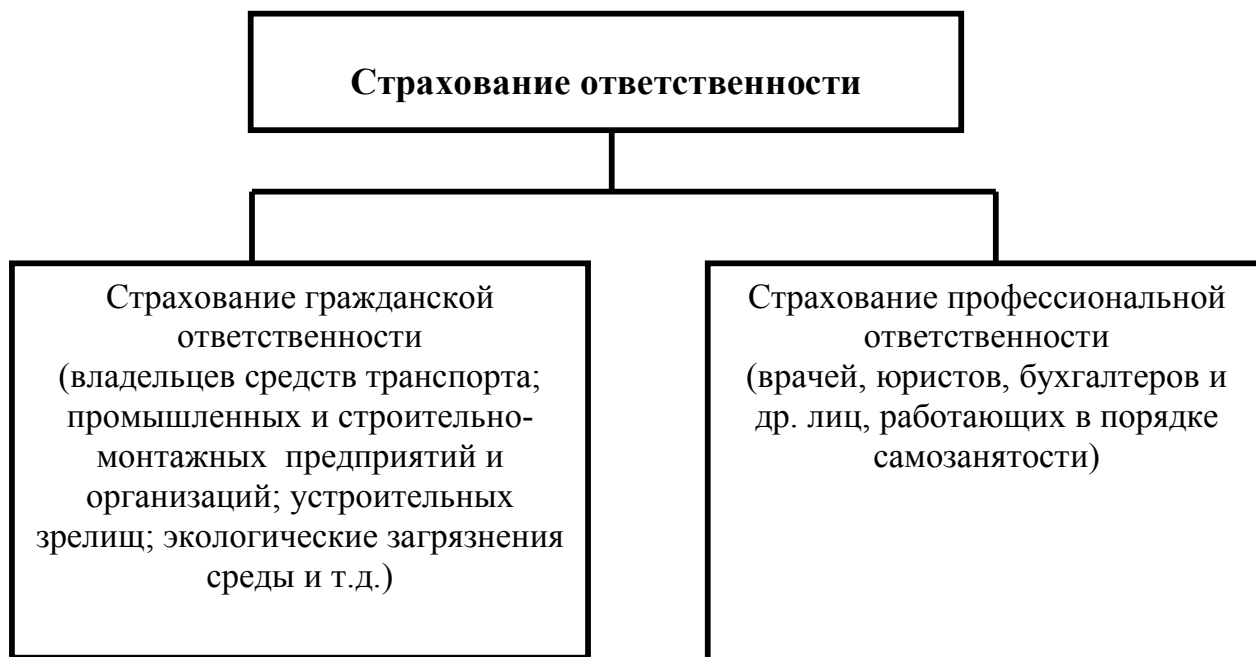 Страхование ответственности
Страхование гражданской
ответственности
(владельцев средств транспорта;
промышленных и строительно-
монтажных  предприятий и
организаций; устроительных
зрелищ; экологические загрязнения
среды и т.д.)
Страхование профессиональной
ответственности
(врачей, юристов, бухгалтеров и
др. лиц, работающих в порядке
самозанятости)